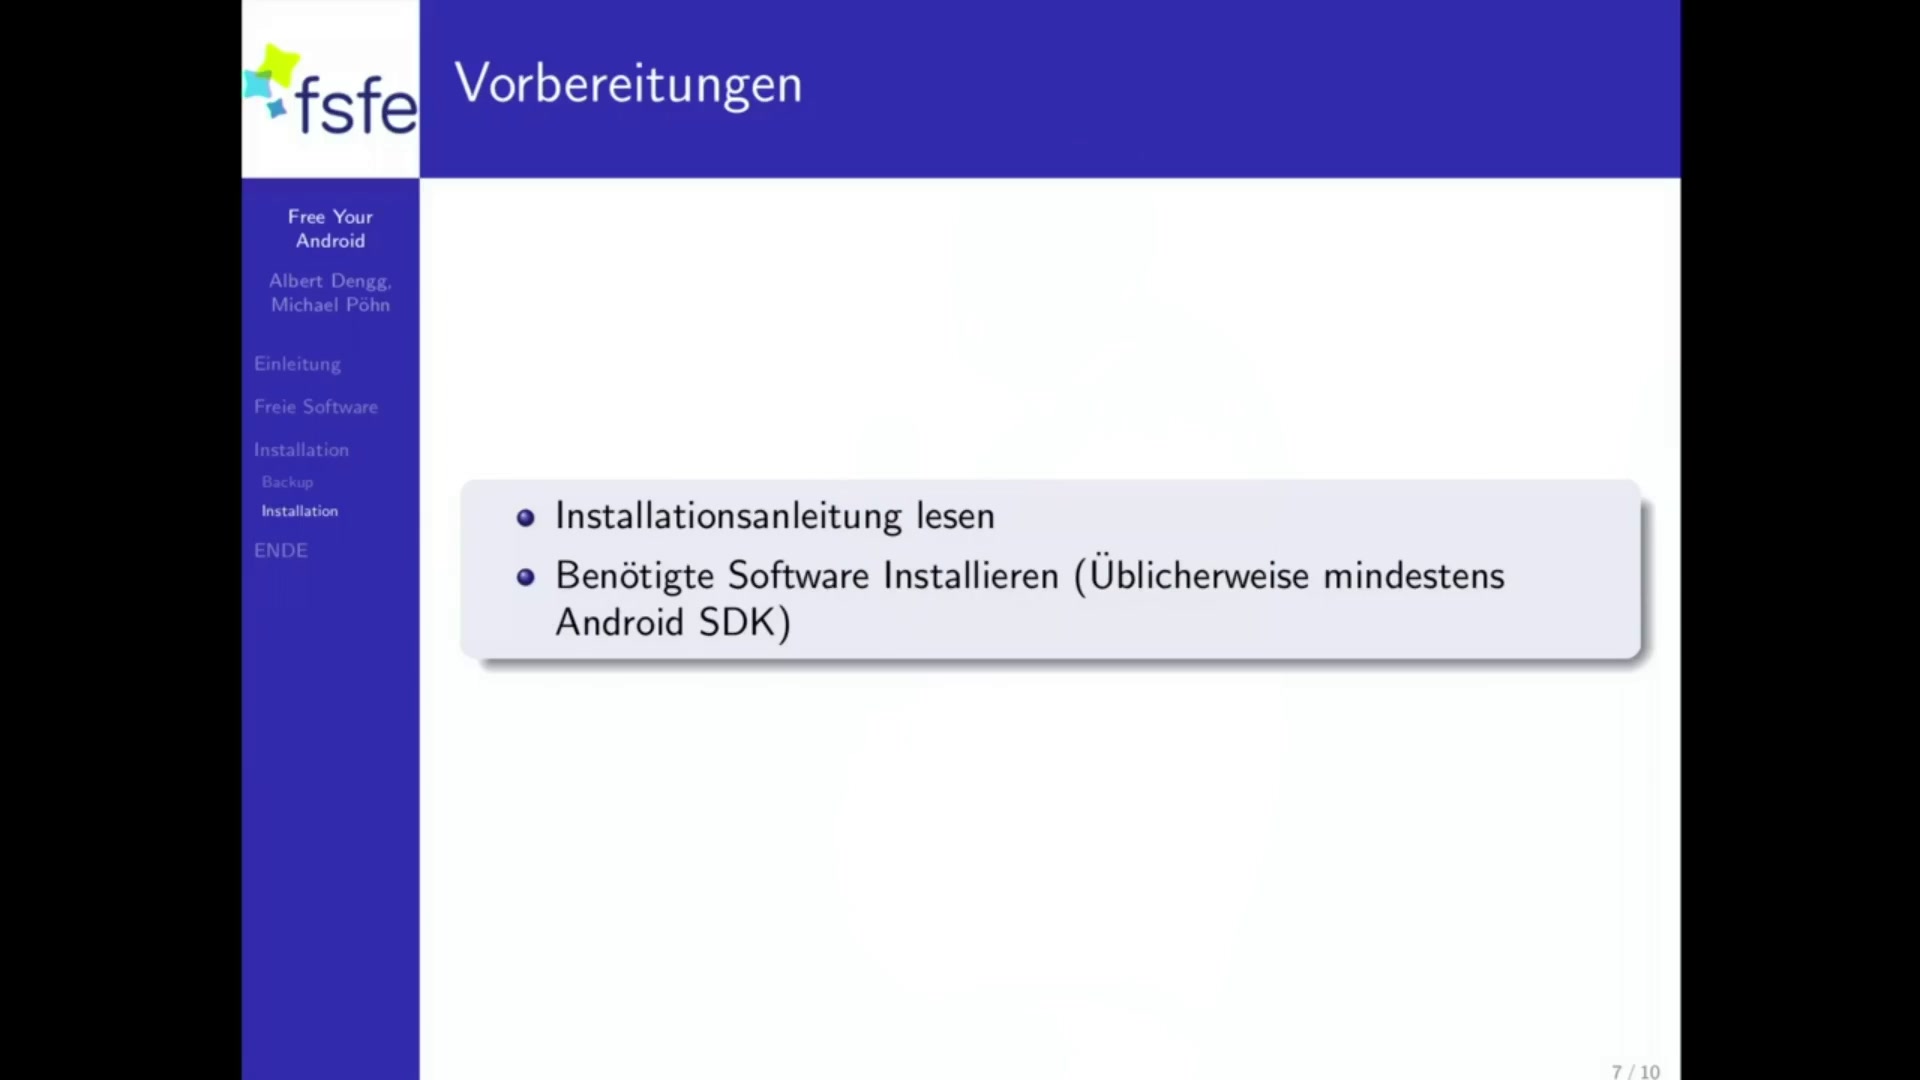 fsfe
Vorbereitungen
Free Your
Android
Albert Dengg,
Michael Pöhn
Einleitung
Freie Software
Installation
Backup
Installation
ENDE
Installationsanleitung lesen
Benötigte Software Installieren (Üblicherweise mindestens
Android SDK)
7 / 10